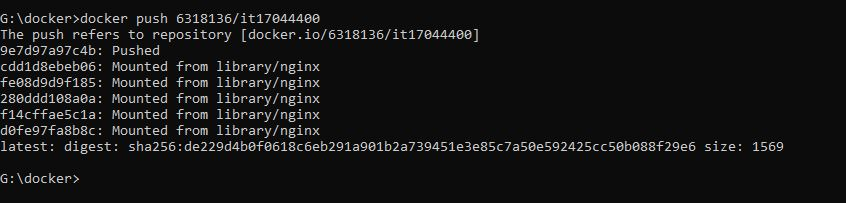 G:\docker>docker push 6318136/it17044400
The push refers to repository [docker.io/6318136/it17044400]
9e7d97a97c4b: Pushed
cdd1d8ebeb06: Mounted from library/nginx
fe08d9d9f185: Mounted from library/nginx
280ddd108a0a: Mounted from library/nginx
f14cffae5c1a: Mounted from library/nginx
d0fe97fa8b8c: Mounted from library/nginx
latest: digest: sha256:de229d4b0f0618c6eb291a901b2a739451e3e85c7a50e592425cc50b088f29e6 size: 1569
G:\docker>